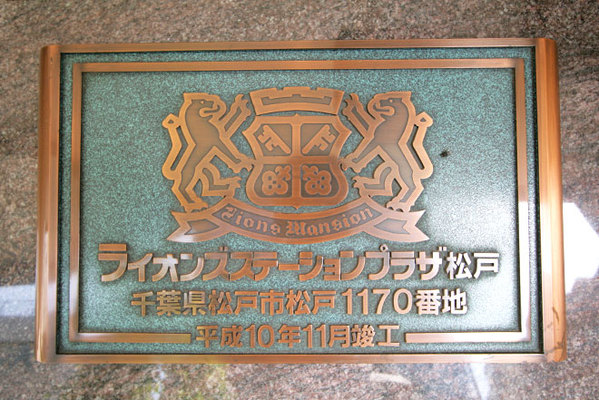 Lions Mansion
ライオンズステーションプラザ松戸
千葉県松戸市松戸1170番地
平成10年11月竣工